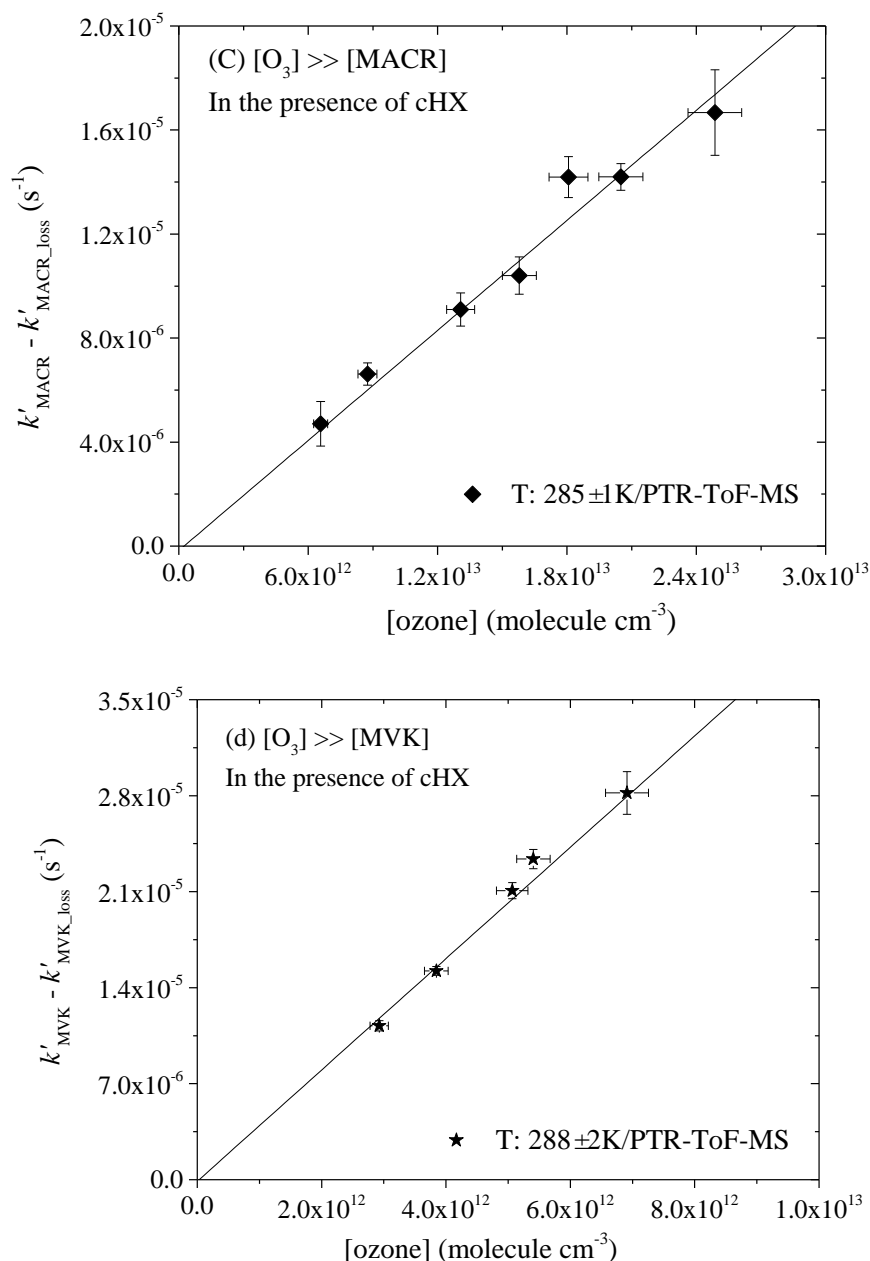 2.0x10⁻⁵
(C) [O₃] >> [MACR]
In the presence of cHX
1.6x10⁻⁵
1.2x10⁻⁵
8.0x10⁻⁶
4.0x10⁻⁶
0.0
k'MACR - k'MACR_loss (s⁻¹)
T: 285±1K/PTR-ToF-MS
0.0 6.0x10¹² 1.2x10¹³ 1.8x10¹³ 2.4x10¹³ 3.0x10¹³
[ozone] (molecule cm⁻³)
3.5x10⁻⁵
(d) [O₃] >> [MVK]
In the presence of cHX
2.8x10⁻⁵
2.1x10⁻⁵
1.4x10⁻⁵
7.0x10⁻⁶
0.0
k'MVK - k'MVK_loss (s⁻¹)
T: 288±2K/PTR-ToF-MS
0.0 2.0x10¹² 4.0x10¹² 6.0x10¹² 8.0x10¹² 1.0x10¹³
[ozone] (molecule cm⁻³)